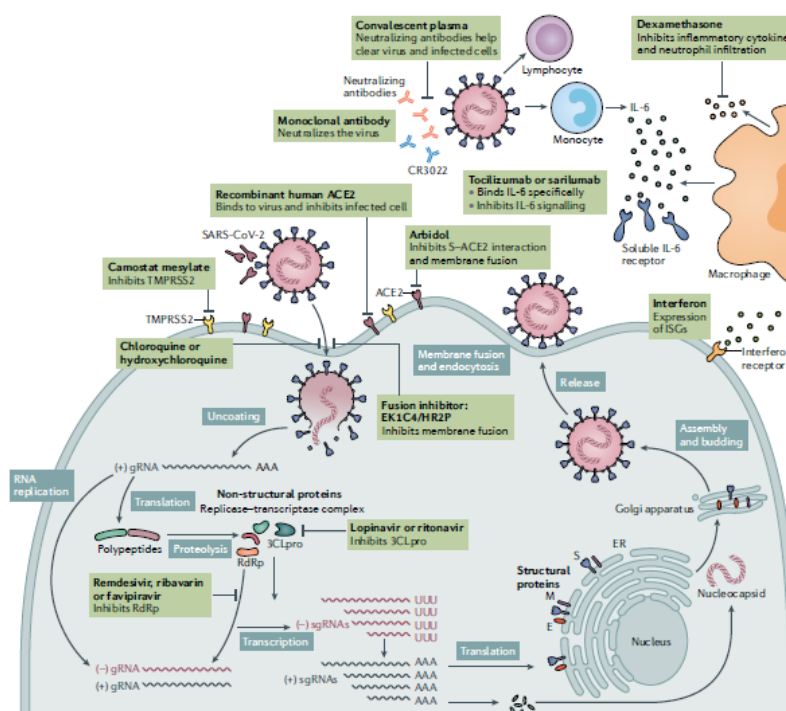 Convalescent plasma
Neutralizing antibodies help
clear virus and infected cells
Dexamethasone
Inhibits inflammatory cytokine
and neutrophil infiltration
Lymphocyte
Neutralizing
antibodies
Monoclonal antibody
Neutralizes the virus
CR3022
Monocyte
IL-6
Tocilizumab or sarilumab
• Binds IL-6 specifically
• Inhibits IL-6 signalling
Soluble IL-6
receptor
Macrophage
Recombinant human ACE2
Binds to virus and inhibits infected cell
SARS-CoV-2
Arbidol
Inhibits S–ACE2 interaction
and membrane fusion
Camostat mesylate
Inhibits TMPRSS2
ACE2
TMPRSS2
Interferon
Expression
of ISGs
Interfero
receptor
Chloroquine or
hydroxychloroquine
Membrane fusion
and endocytosis
Fusion inhibitor:
EK1C4/HR2P
Inhibits membrane fusion
Release
Uncoating
Assembly
and budding
(+) gRNA
AAA
RNA
replication
Translation
Non-structural proteins
Replicase–transcriptase complex
Golgi apparatus
Polypeptides
Proteolysis
3CLpro
RdRp
Lopinavir or ritonavir
Inhibits 3CLpro
Remdesivir, ribavarin
or favipiravir
Inhibits RdRp
ER
S
Structural
proteins
M
E
Nucleocapsid
Nucleus
UUU
UUU
(–) sgRNAs
UUU
UUU
Transcription
(–) gRNA
(+) gRNA
AAA
(+) sgRNAs
AAA
AAA
AAA
Translation